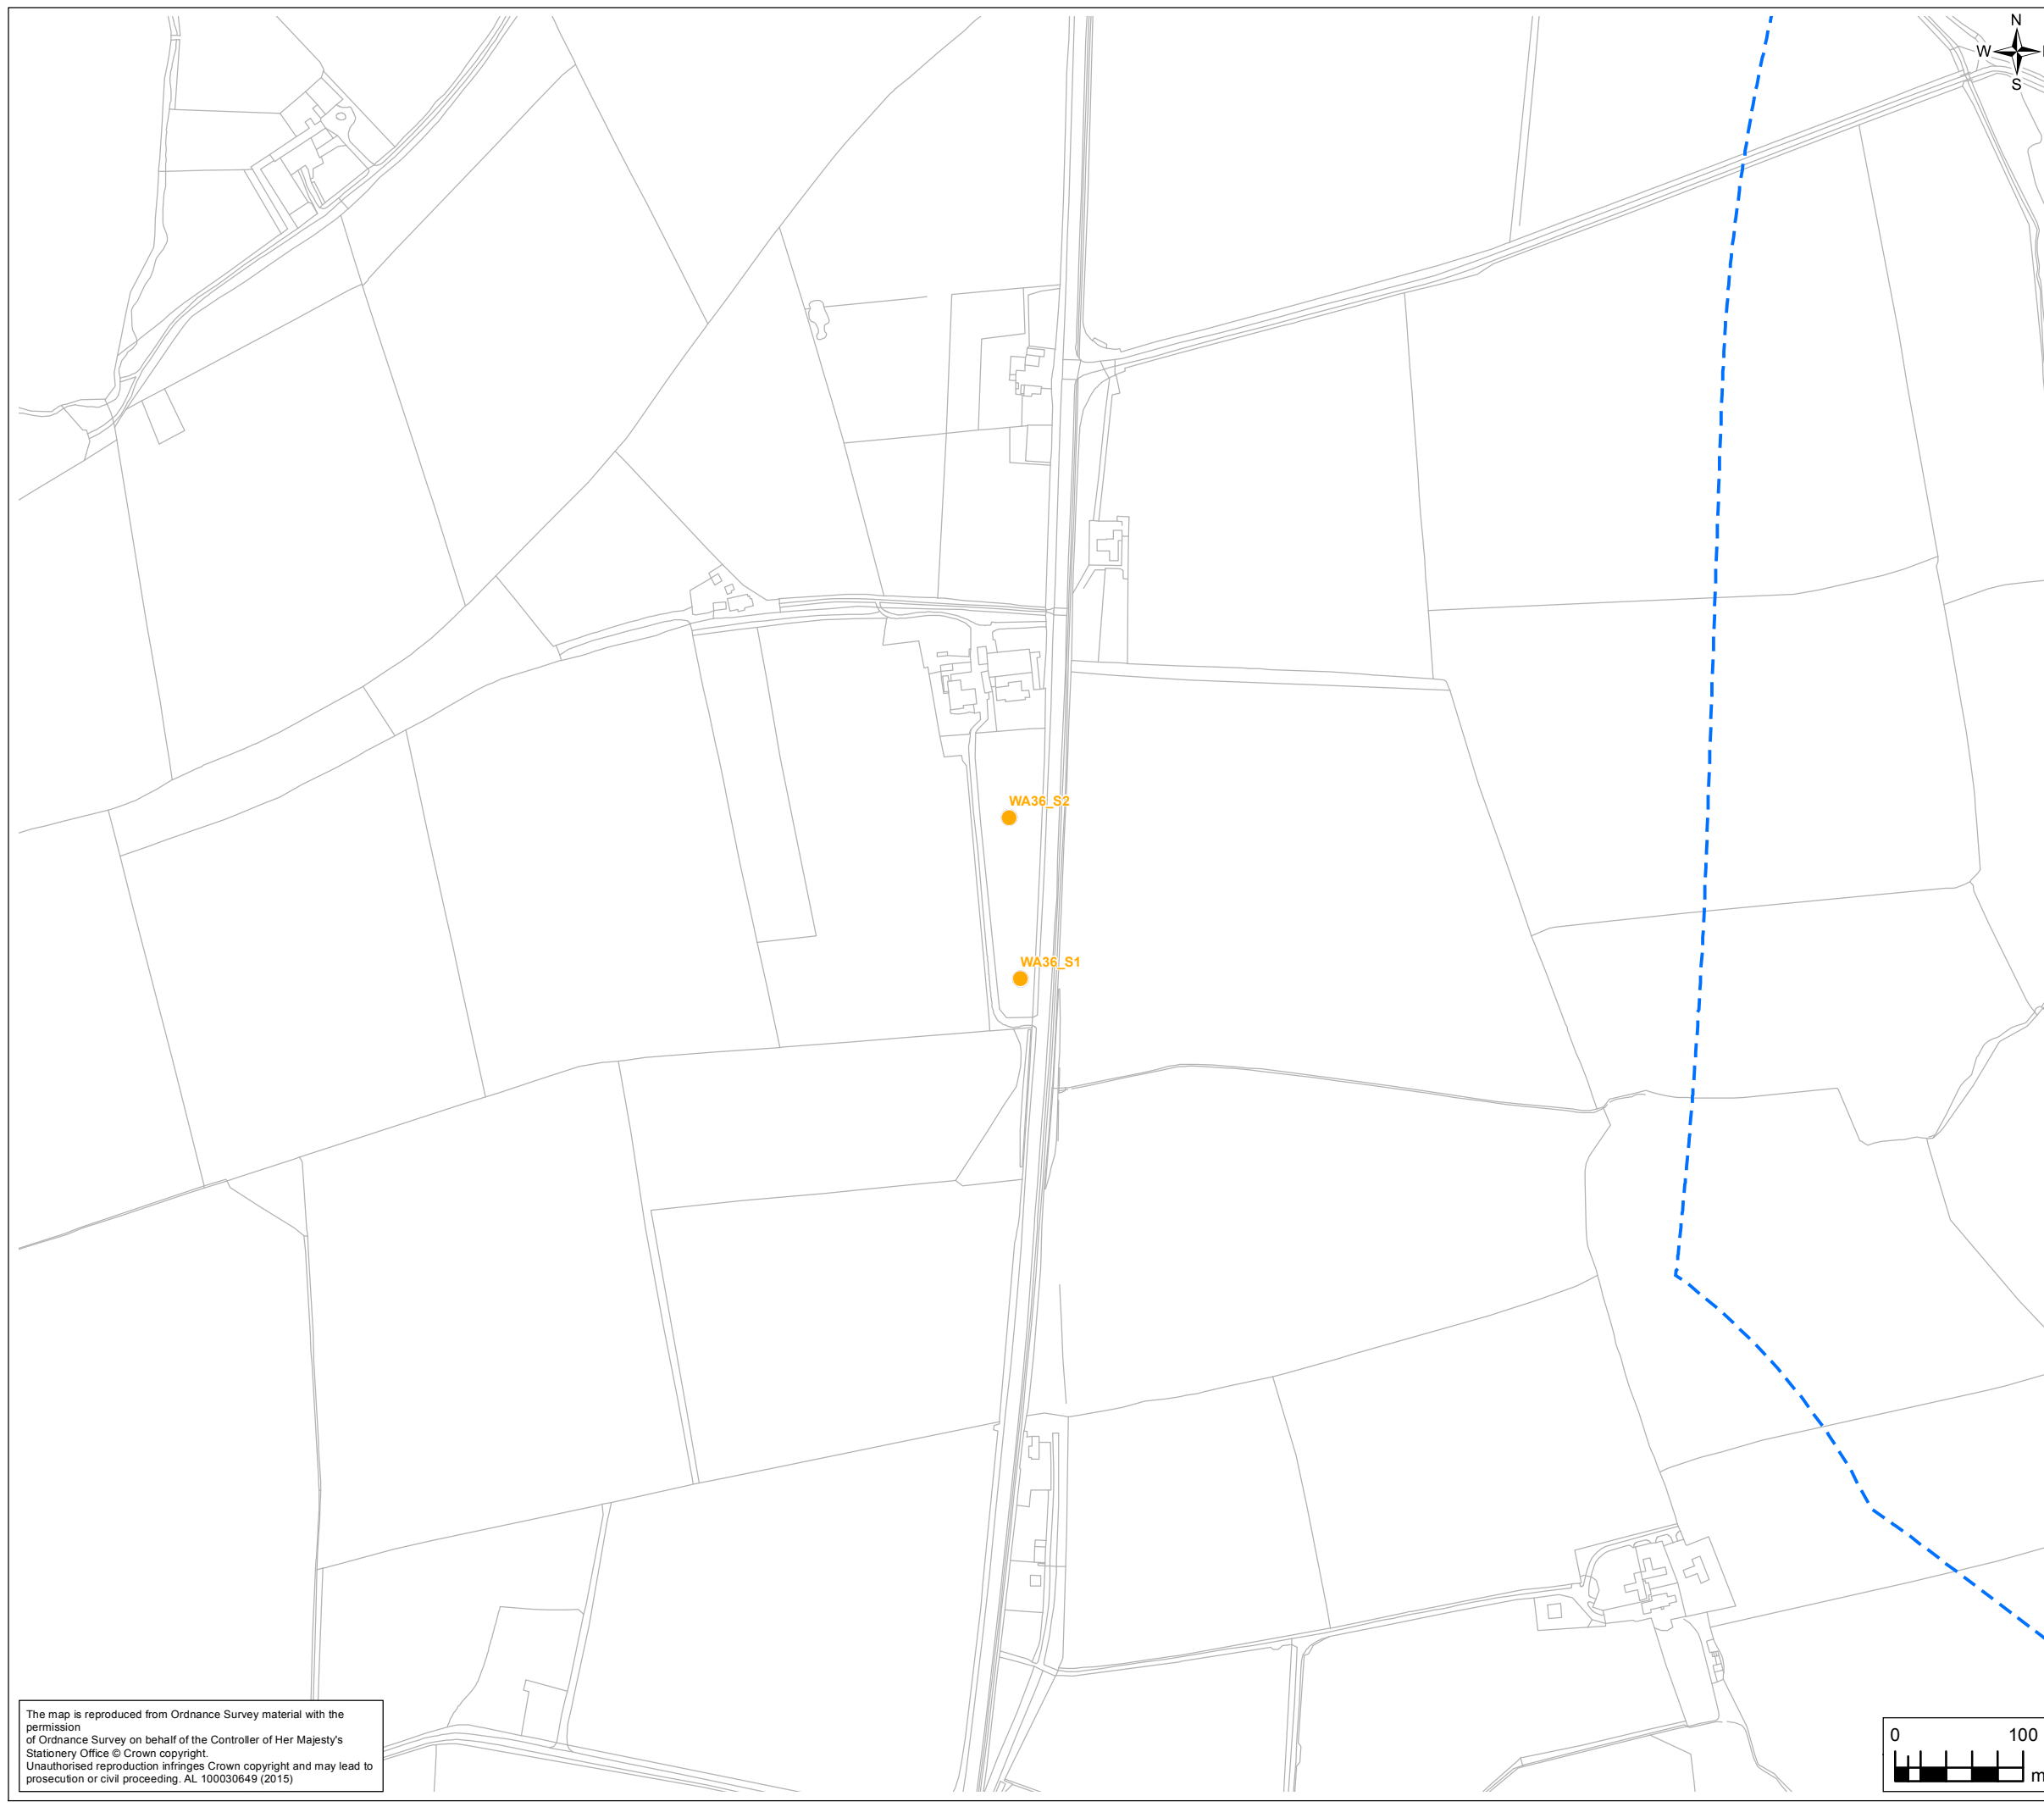 N
W
S
WA36_S2
WA36_S1
The map is reproduced from Ordnance Survey material with the
permission
of Ordnance Survey on behalf of the Controller of Her Majesty's
Stationery Office © Crown copyright.
Unauthorised reproduction infringes Crown copyright and may lead to
prosecution or civil proceeding. AL 100030649 (2015)
0 100
m